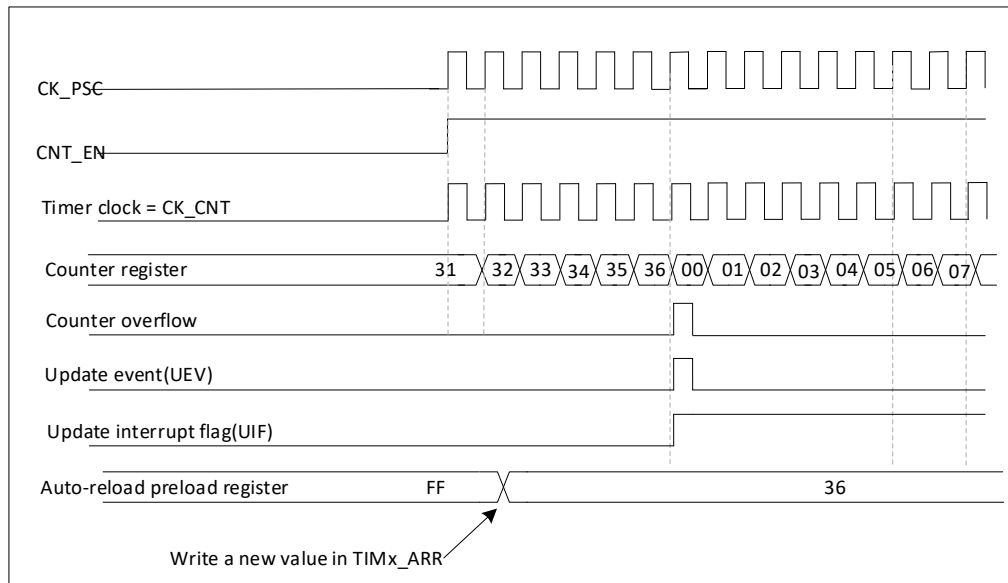 CK_PSC
CNT_EN
Timer clock = CK_CNT
Counter register 31 32 33 34 35 36 00 01 02 03 04 05 06 07
Counter overflow
Update event(UEV)
Update interrupt flag(UIF)
Auto-reload preload register FF 36
Write a new value in TIMx_ARR